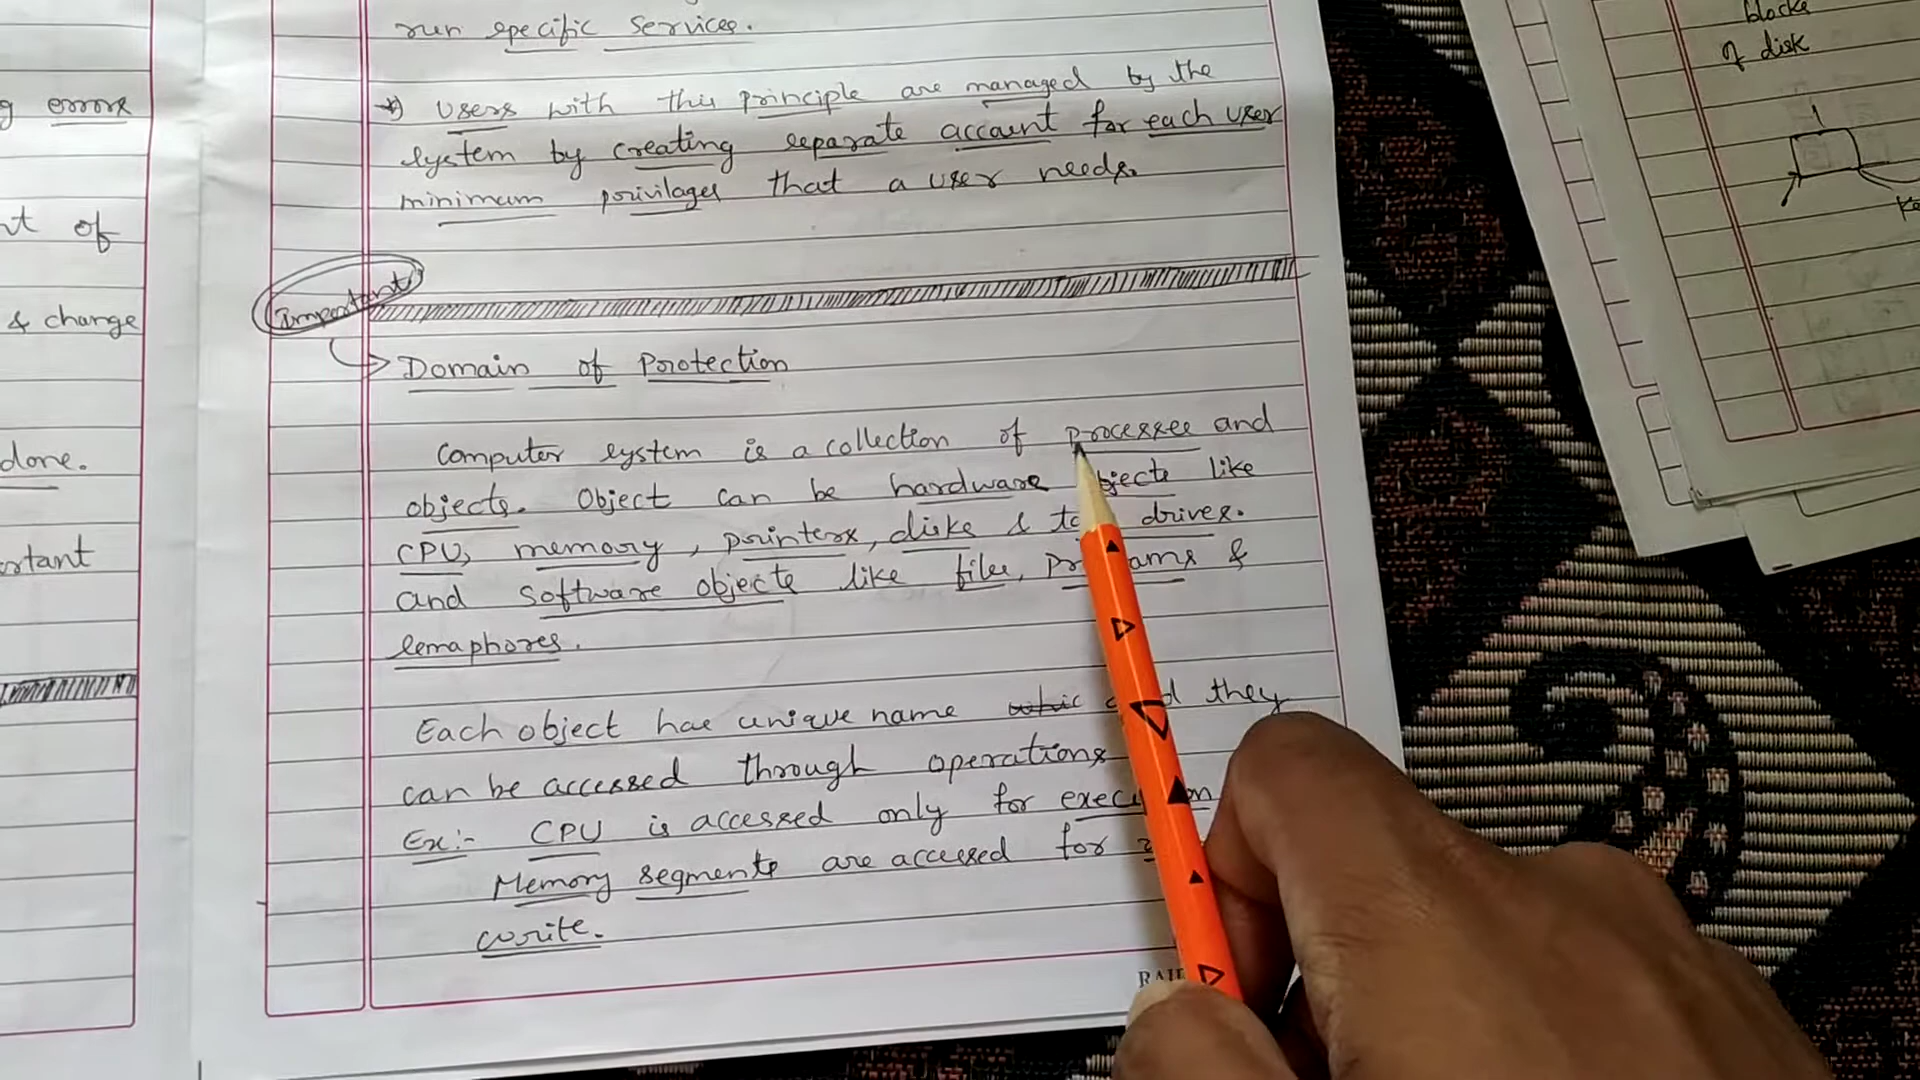 run specific services.
*) Users with this principle are managed by the
system by creating separate account for each user
minimum privilages that a user needs.
Important
Domain of Protection
Computer system is a collection of processes and
objects. Object can be hardware objects like
CPU, memory, printers, disks & drives.
and software objects like files, &
semaphores.
Each object has unique name they
can be accessed through operations
Ex:- CPU is accessed only for
Memory segments are accessed for
write.
errors
of
& change
done.
blocks
of disk